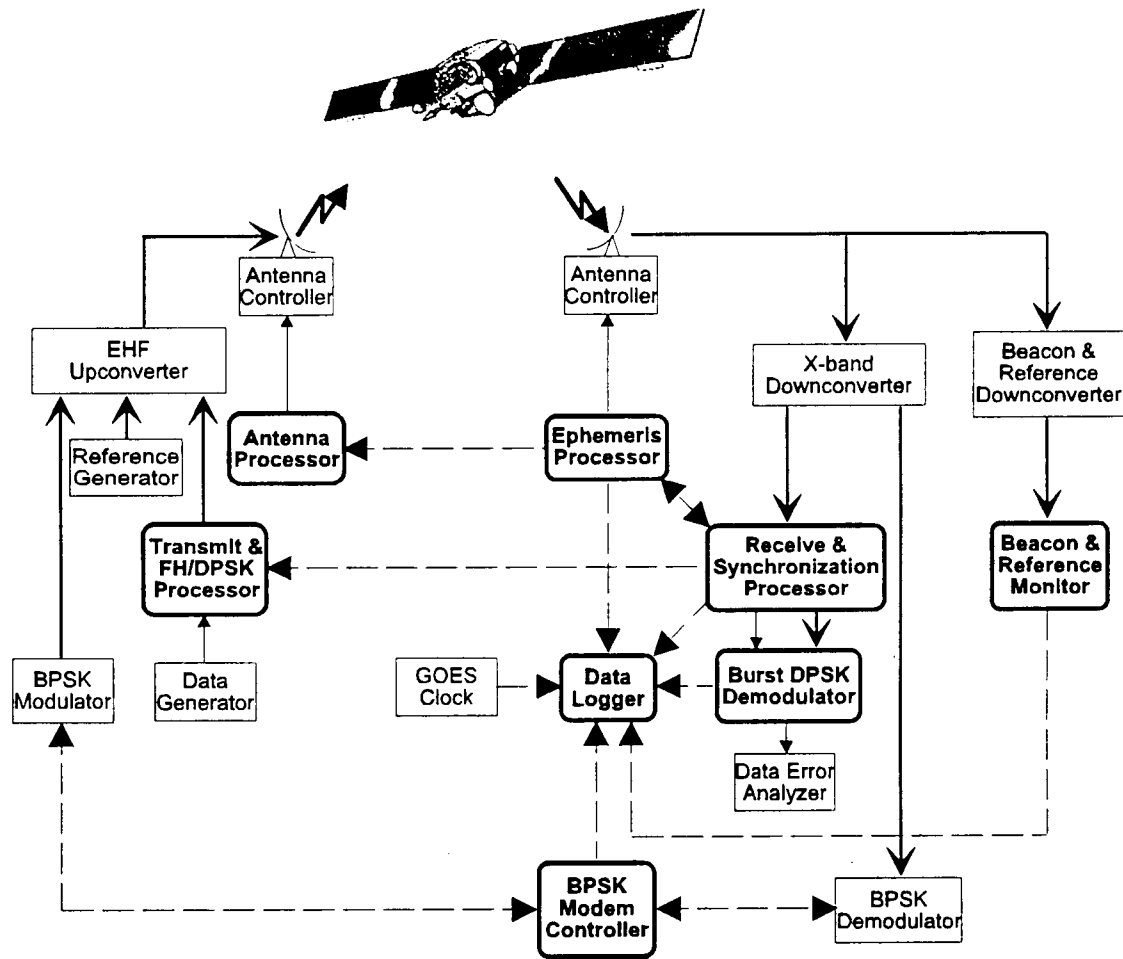 Antenna
Controller
Antenna
Controller
EHF
Upconverter
X-band
Downconverter
Beacon &
Reference
Downconverter
Reference
Generator
Antenna
Processor
Ephemeris
Processor
Transmit &
FH/DPSK
Processor
Receive &
Synchronization
Processor
Beacon &
Reference
Monitor
BPSK
Modulator
Data
Generator
GOES
Clock
Data
Logger
Burst DPSK
Demodulator
Data Error
Analyzer
BPSK
Modem
Controller
BPSK
Demodulator